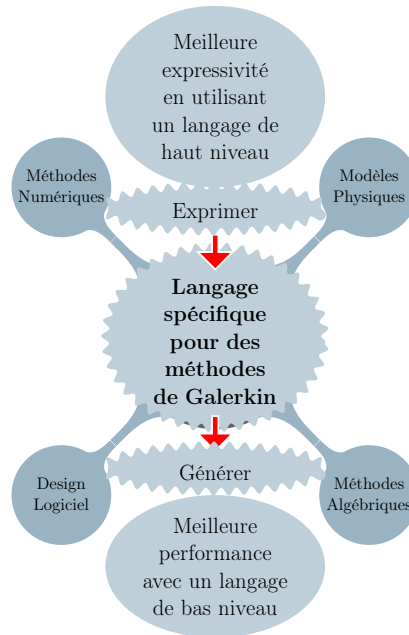 Meilleure
expressivité
en utilisant
un langage de
haut niveau
Méthodes
Numériques
Modèles
Physiques
Exprimer
Langage
spécifique
pour des
méthodes
de Galerkin
Générer
Design
Logiciel
Méthodes
Algébriques
Meilleure
performance
avec un langage
de bas niveau